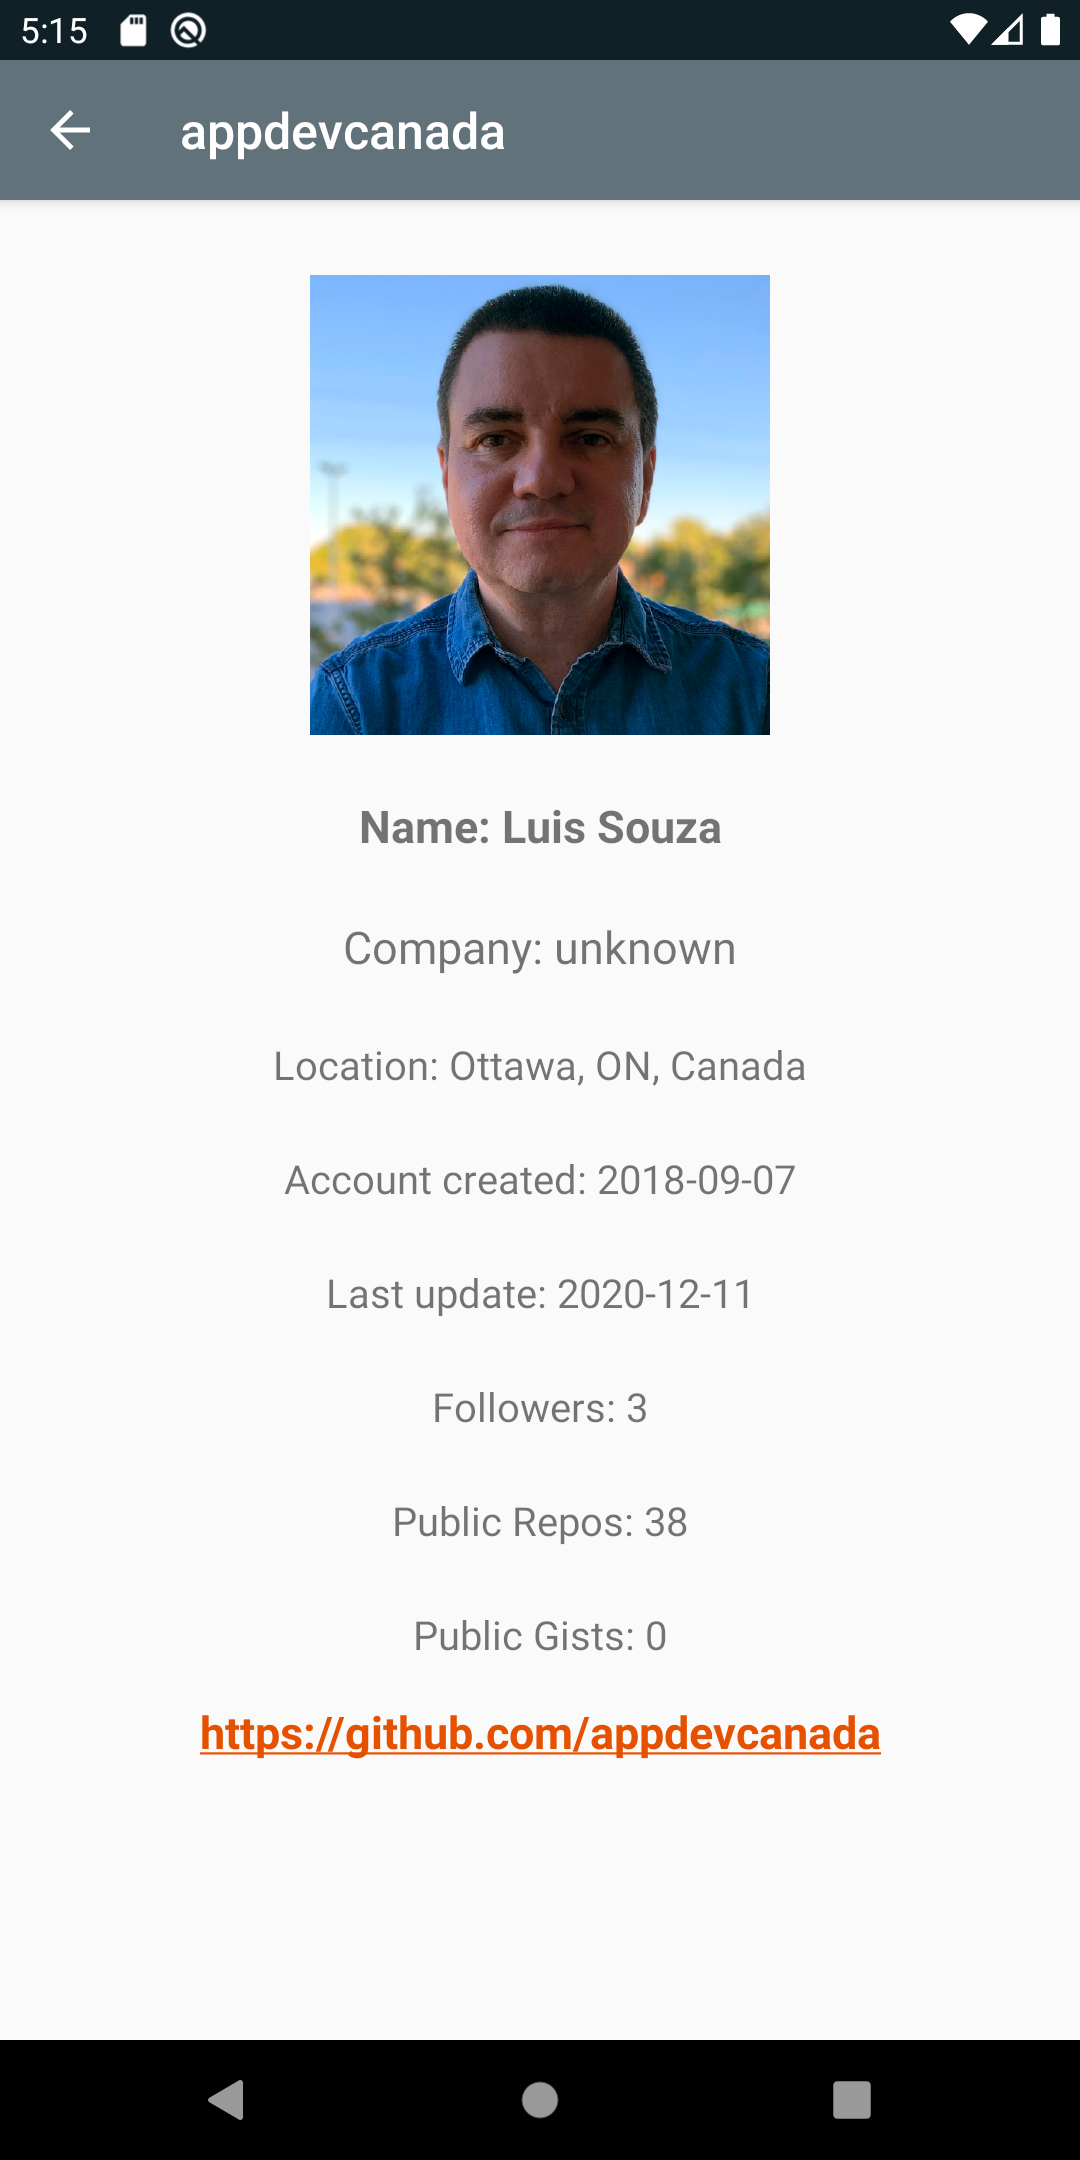 5:15
appdevcanada
Name: Luis Souza
Company: unknown
Location: Ottawa, ON, Canada
Account created: 2018-09-07
Last update: 2020-12-11
Followers: 3
Public Repos: 38
Public Gists: 0
https://github.com/appdevcanada